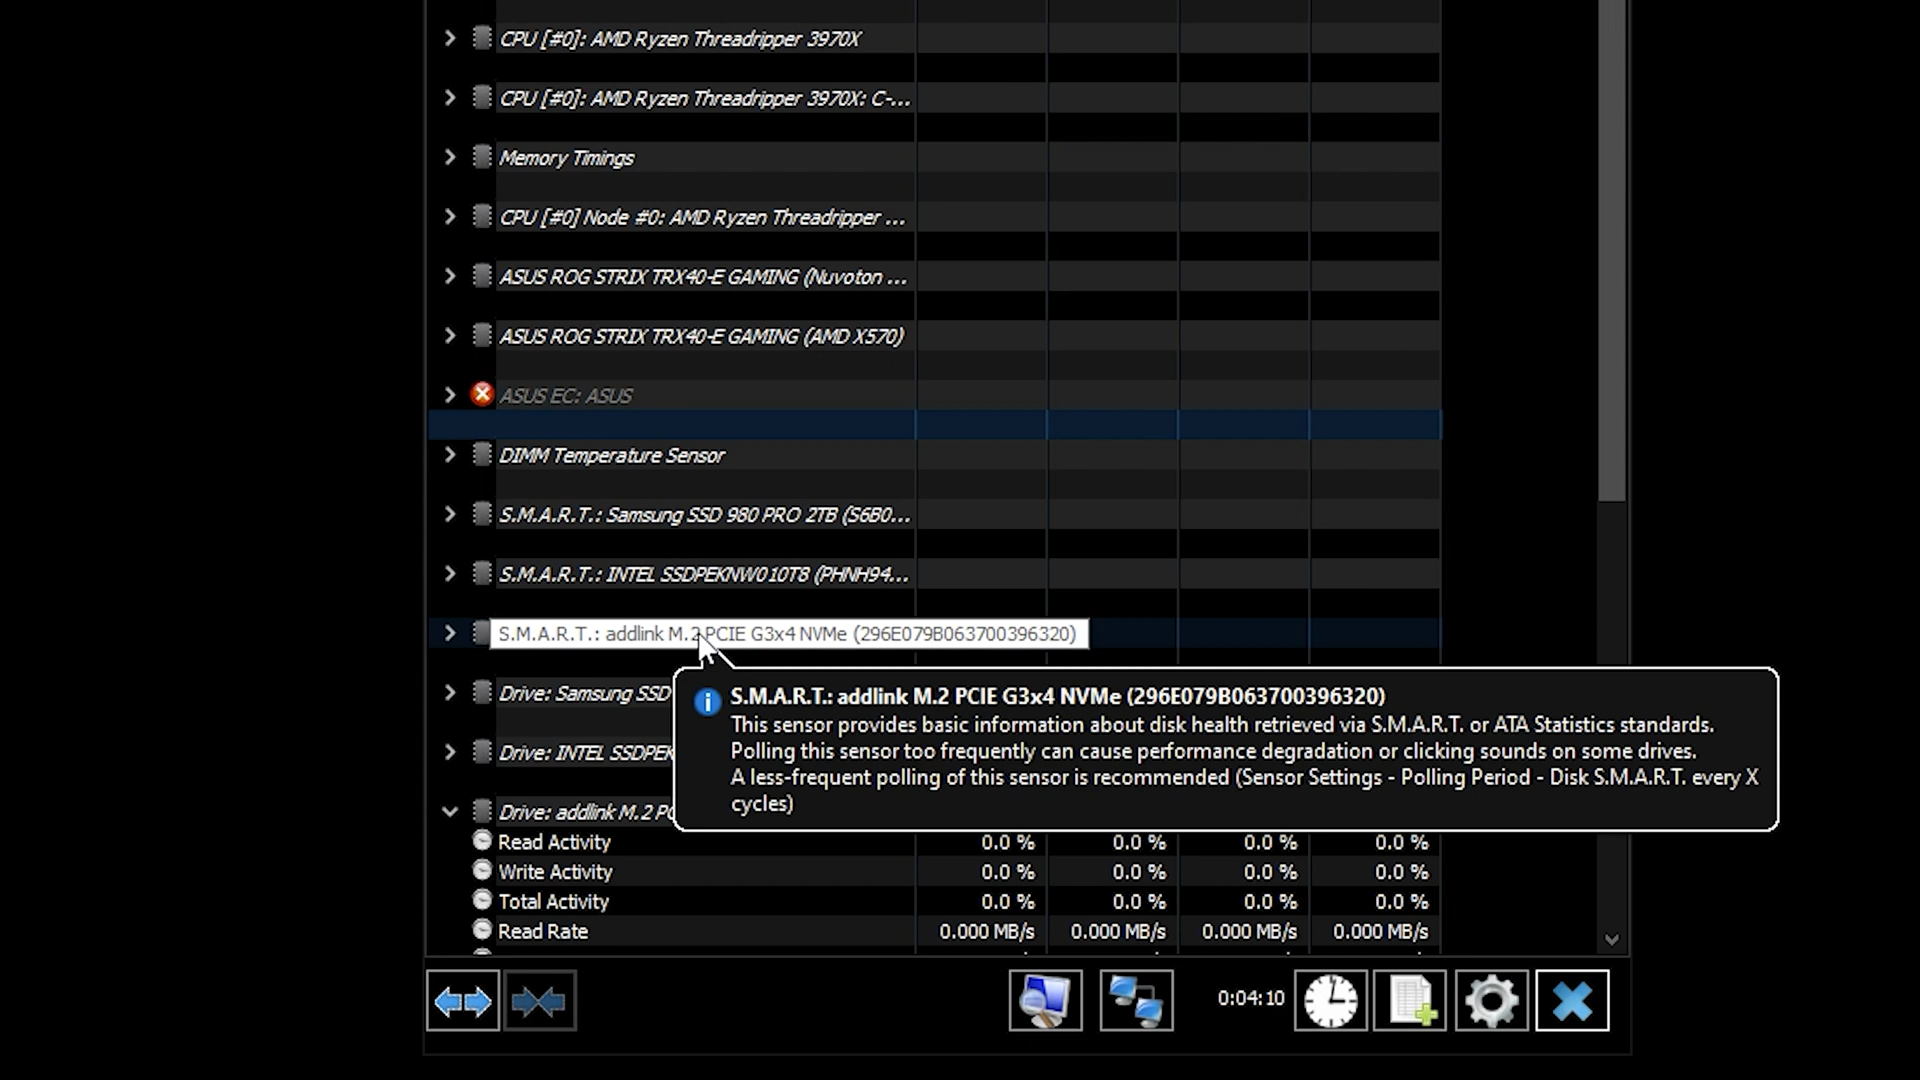 CPU [#0]: AMD Ryzen Threadripper 3970X
CPU [#0]: AMD Ryzen Threadripper 3970X: C-...
Memory Timings
CPU [#0] Node #0: AMD Ryzen Threadripper ...
ASUS ROG STRIX TRX40-E GAMING (Nuvoton ...
ASUS ROG STRIX TRX40-E GAMING (AMD X570)
ASUS EC: ASUS
DIMM Temperature Sensor
S.M.A.R.T.: Samsung SSD 980 PRO 2TB (S6B0...
S.M.A.R.T.: INTEL SSDPEKNW010T8 (PHNH94...
S.M.A.R.T.: addlink M.2 PCIE G3x4 NVMe (296E079B063700396320)
Drive: Samsung SSD
Drive: INTEL SSDPEK
S.M.A.R.T.: addlink M.2 PCIE G3x4 NVMe (296E079B063700396320)
This sensor provides basic information about disk health retrieved via S.M.A.R.T. or ATA Statistics standards.
Polling this sensor too frequently can cause performance degradation or clicking sounds on some drives.
A less-frequent polling of this sensor is recommended (Sensor Settings - Polling Period - Disk S.M.A.R.T. every X
cycles)
Drive: addlink M.2 PC
Read Activity 0.0 % 0.0 % 0.0 % 0.0 %
Write Activity 0.0 % 0.0 % 0.0 % 0.0 %
Total Activity 0.0 % 0.0 % 0.0 % 0.0 %
Read Rate 0.000 MB/s 0.000 MB/s 0.000 MB/s 0.000 MB/s
0:04:10